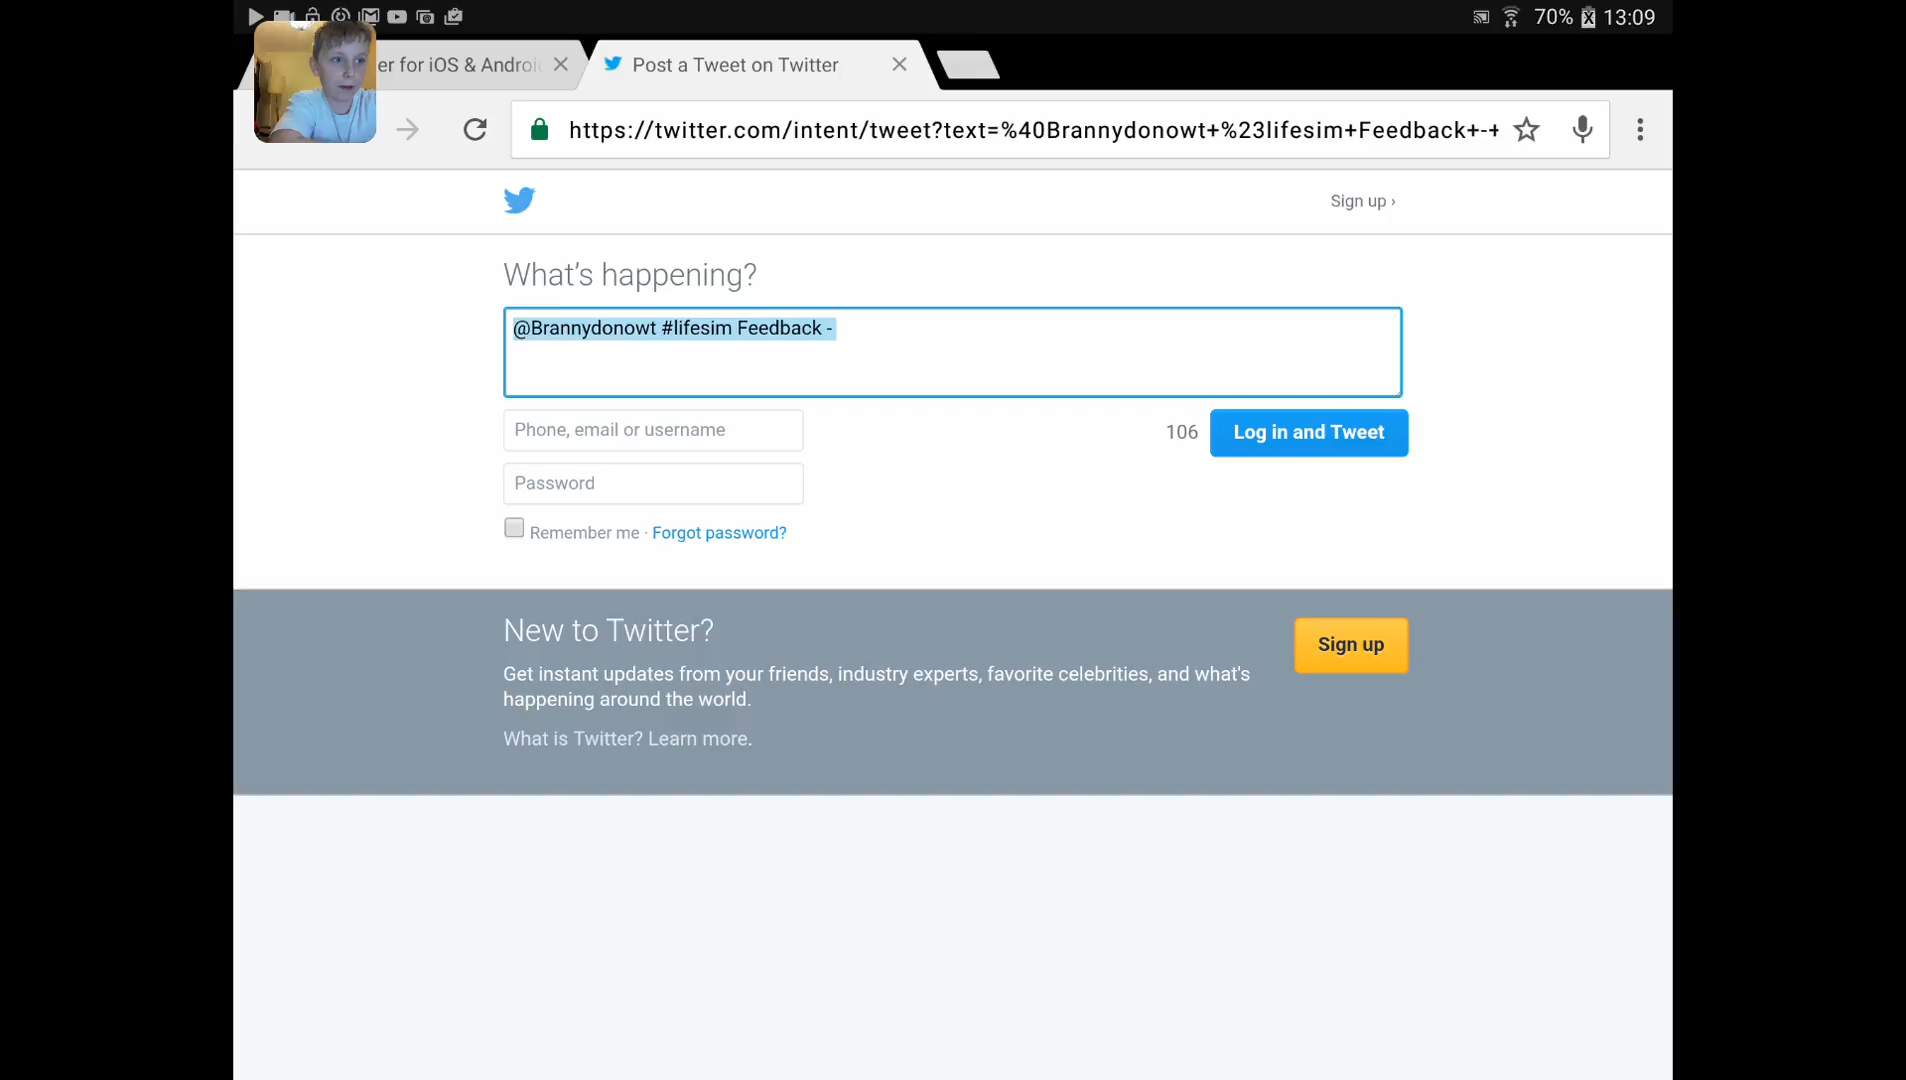 70% 13:09
er for iOS & Androi
Post a Tweet on Twitter
https://twitter.com/intent/tweet?text=%40Brannydonowt+%23lifesim+Feedback+-+
Sign up ›
What's happening?
@Brannydonowt #lifesim Feedback -
Phone, email or username
106
Log in and Tweet
Password
Remember me · Forgot password?
New to Twitter?
Sign up
Get instant updates from your friends, industry experts, favorite celebrities, and what's
happening around the world.
What is Twitter? Learn more.